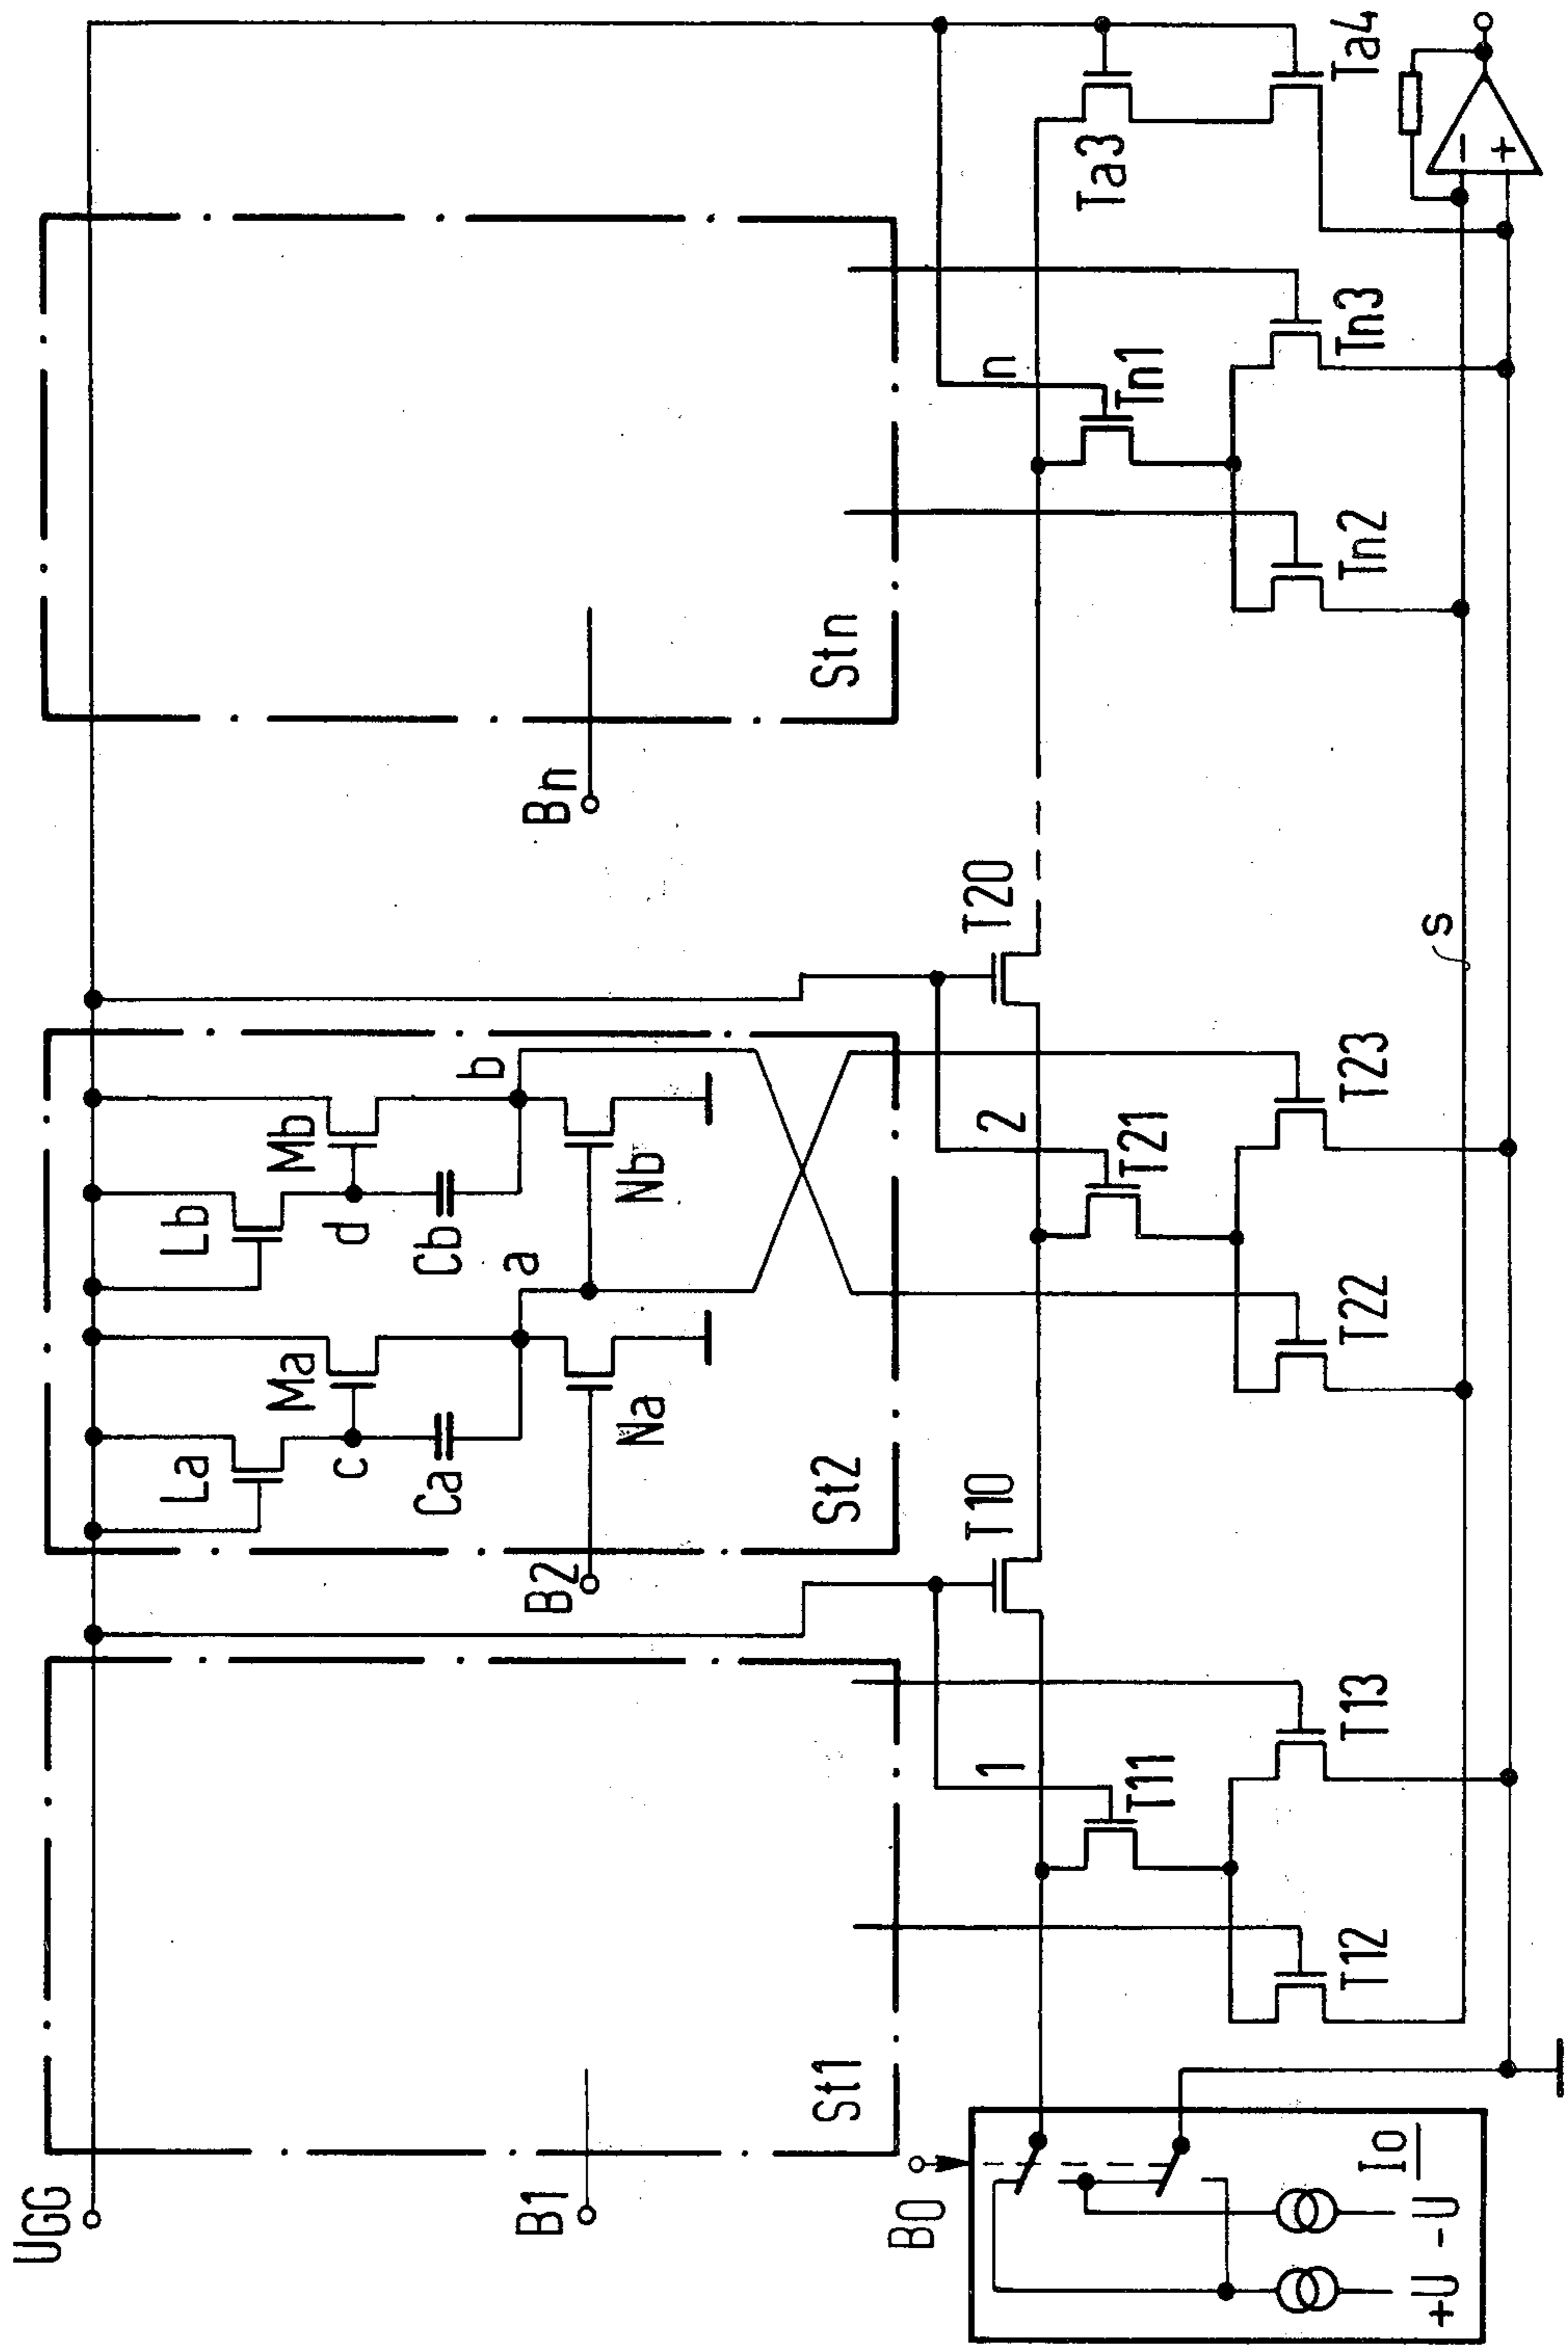 UGG
B1
St1
B2
St2
La
Ma
c
Ca
Na
a
Lb
Mb
d
Cb
Nb
b
Bn
Stn
B0
I0
+U
-U
1
T10
T11
T12
T13
2
T20
T21
T22
T23
s
n
Tn1
Tn2
Tn3
Ta3
Ta4
−
+